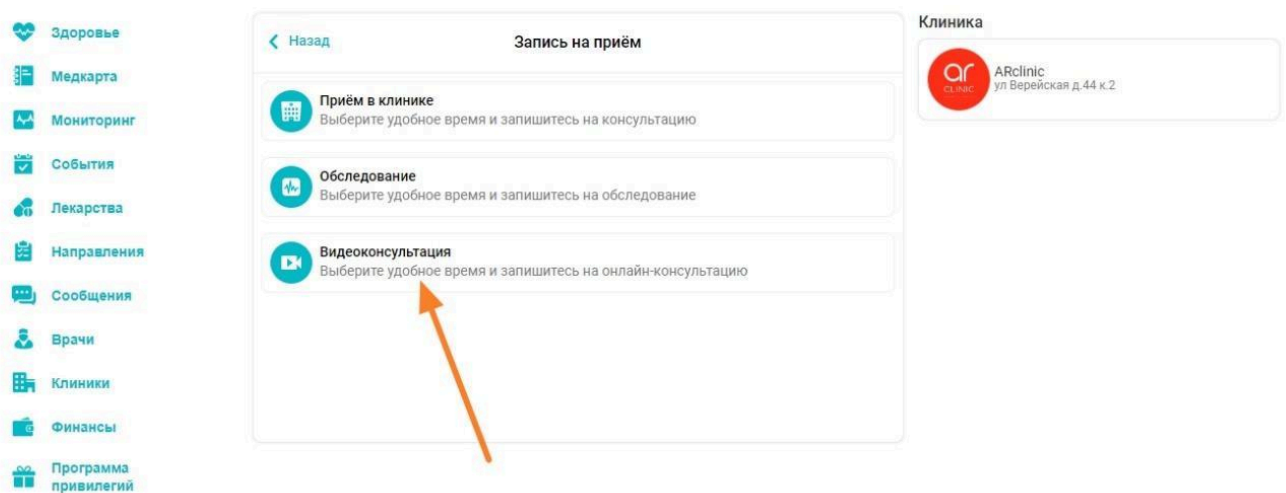 Здоровье
Медкарта
Мониторинг
События
Лекарства
Направления
Сообщения
Врачи
Клиники
Финансы
Программа
привилегий
Назад
Запись на приём
Приём в клинике
Выберите удобное время и запишитесь на консультацию
Обследование
Выберите удобное время и запишитесь на обследование
Видеоконсультация
Выберите удобное время и запишитесь на онлайн-консультацию
Клиника
ar
CLINIC
ARclinic
ул Верейская д.44 к.2